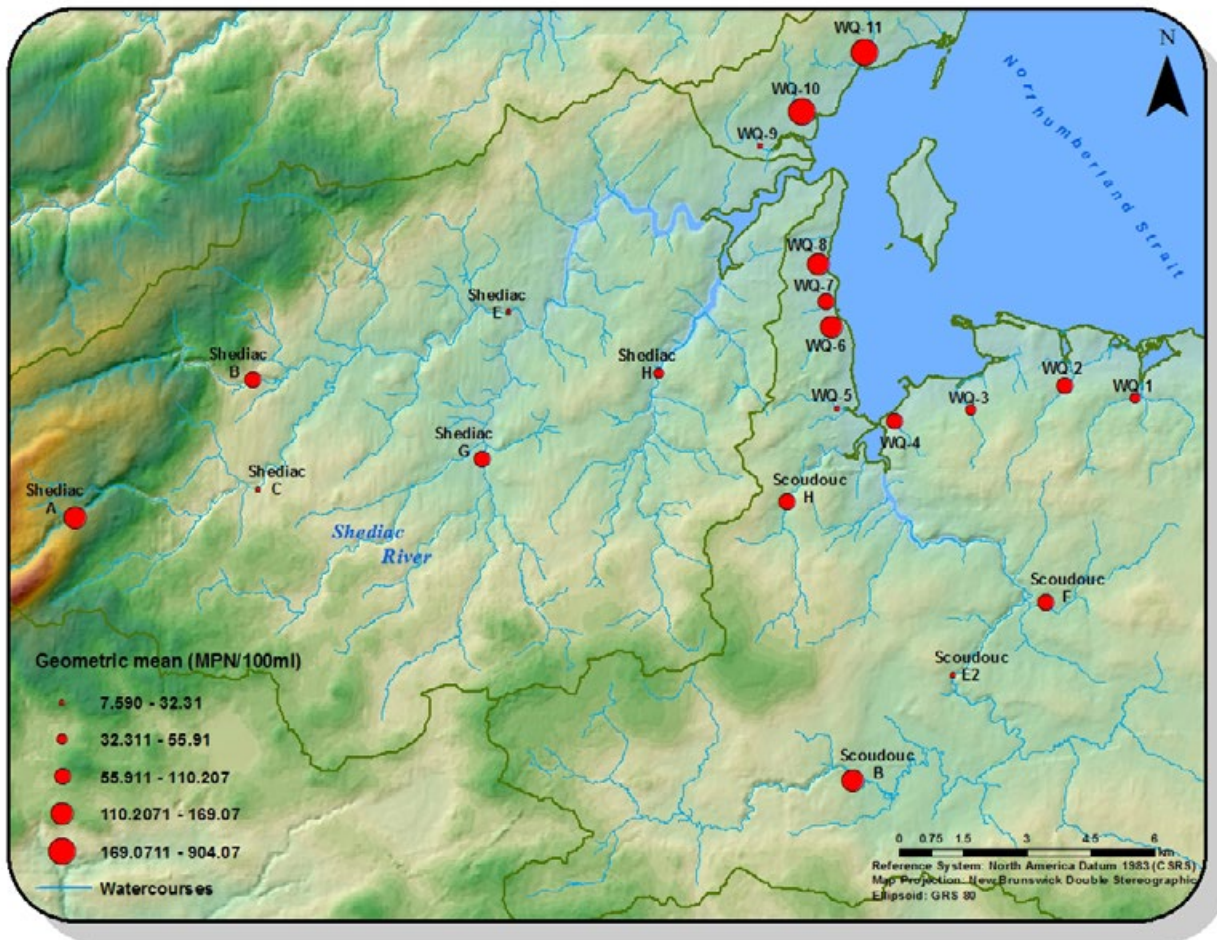 WQ-11
N
WQ-10
WQ-9
Norrhumberland Strait
WQ-8
WQ-7
WQ-6
Shediac
E
Shediac
B
Shediac
H
WQ-2
WQ-1
WQ-3
WQ-5
WQ-4
Shediac
G
Shediac
C
Shediac
A
Scoudouc
H
Shediac
River
Scoudouc
F
Scoudouc
E2
Scoudouc
B
Geometric mean (MPN/100ml)
7.590 - 32.31
32.311 - 55.91
55.911 - 110.207
110.2071 - 169.07
169.0711 - 904.07
Watercourses
0 0.75 1.5 3 4.5 6
km
Reference System: North America Datum 1983 (CSRS)
Map Projection: New Brunswick Double Stereographic
Ellipsoid: GRS 80